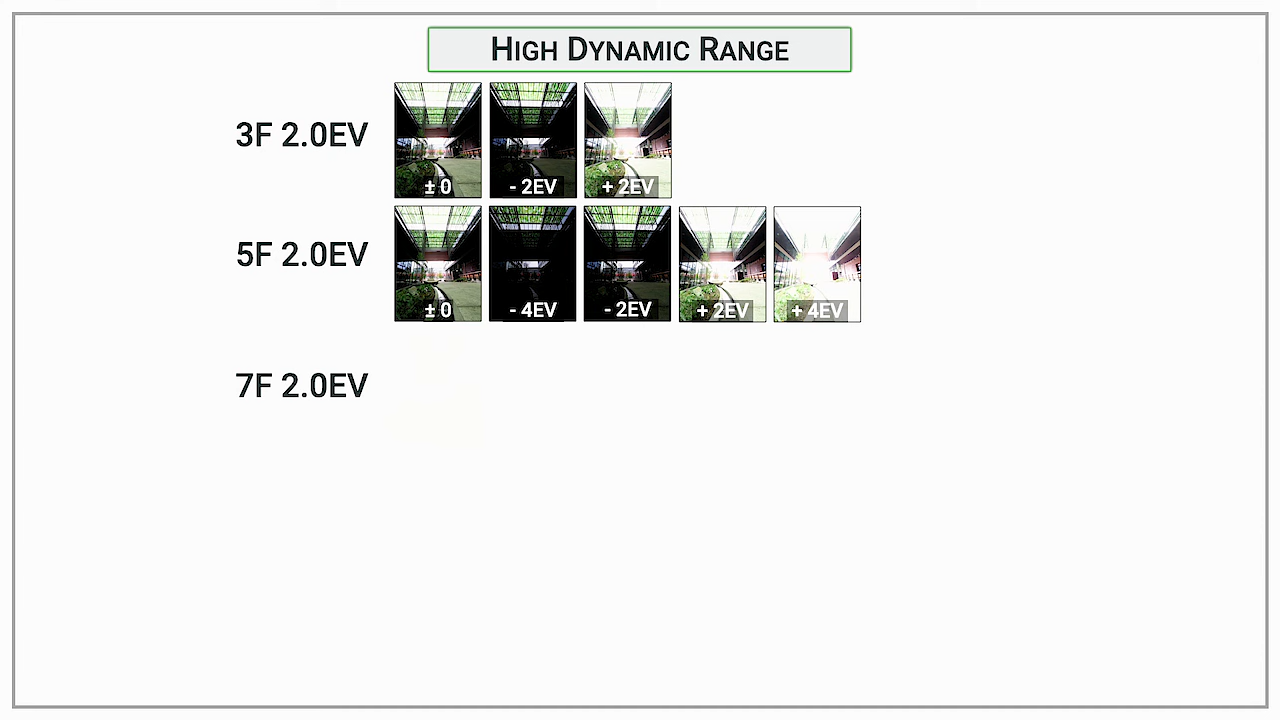 HIGH DYNAMIC RANGE
3F 2.0EV
± 0
- 2EV
+ 2EV
5F 2.0EV
± 0
- 4EV
- 2EV
+ 2EV
+ 4EV
7F 2.0EV